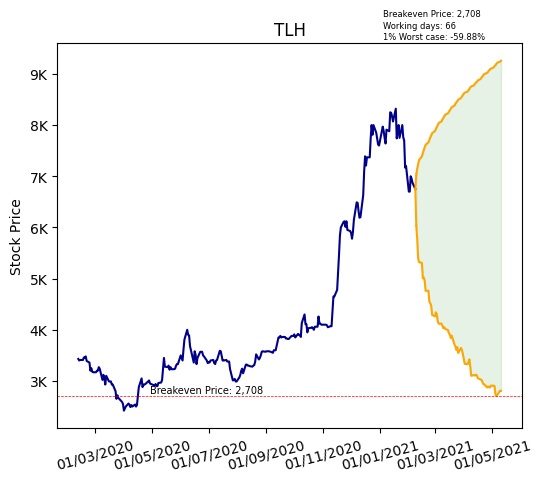 Breakeven Price: 2,708
Working days: 66
1% Worst case: -59.88%
TLH
Stock Price
9K
8K
7K
6K
5K
4K
3K
Breakeven Price: 2,708
01/03/2020
01/05/2020
01/07/2020
01/09/2020
01/11/2020
01/01/2021
01/03/2021
01/05/2021